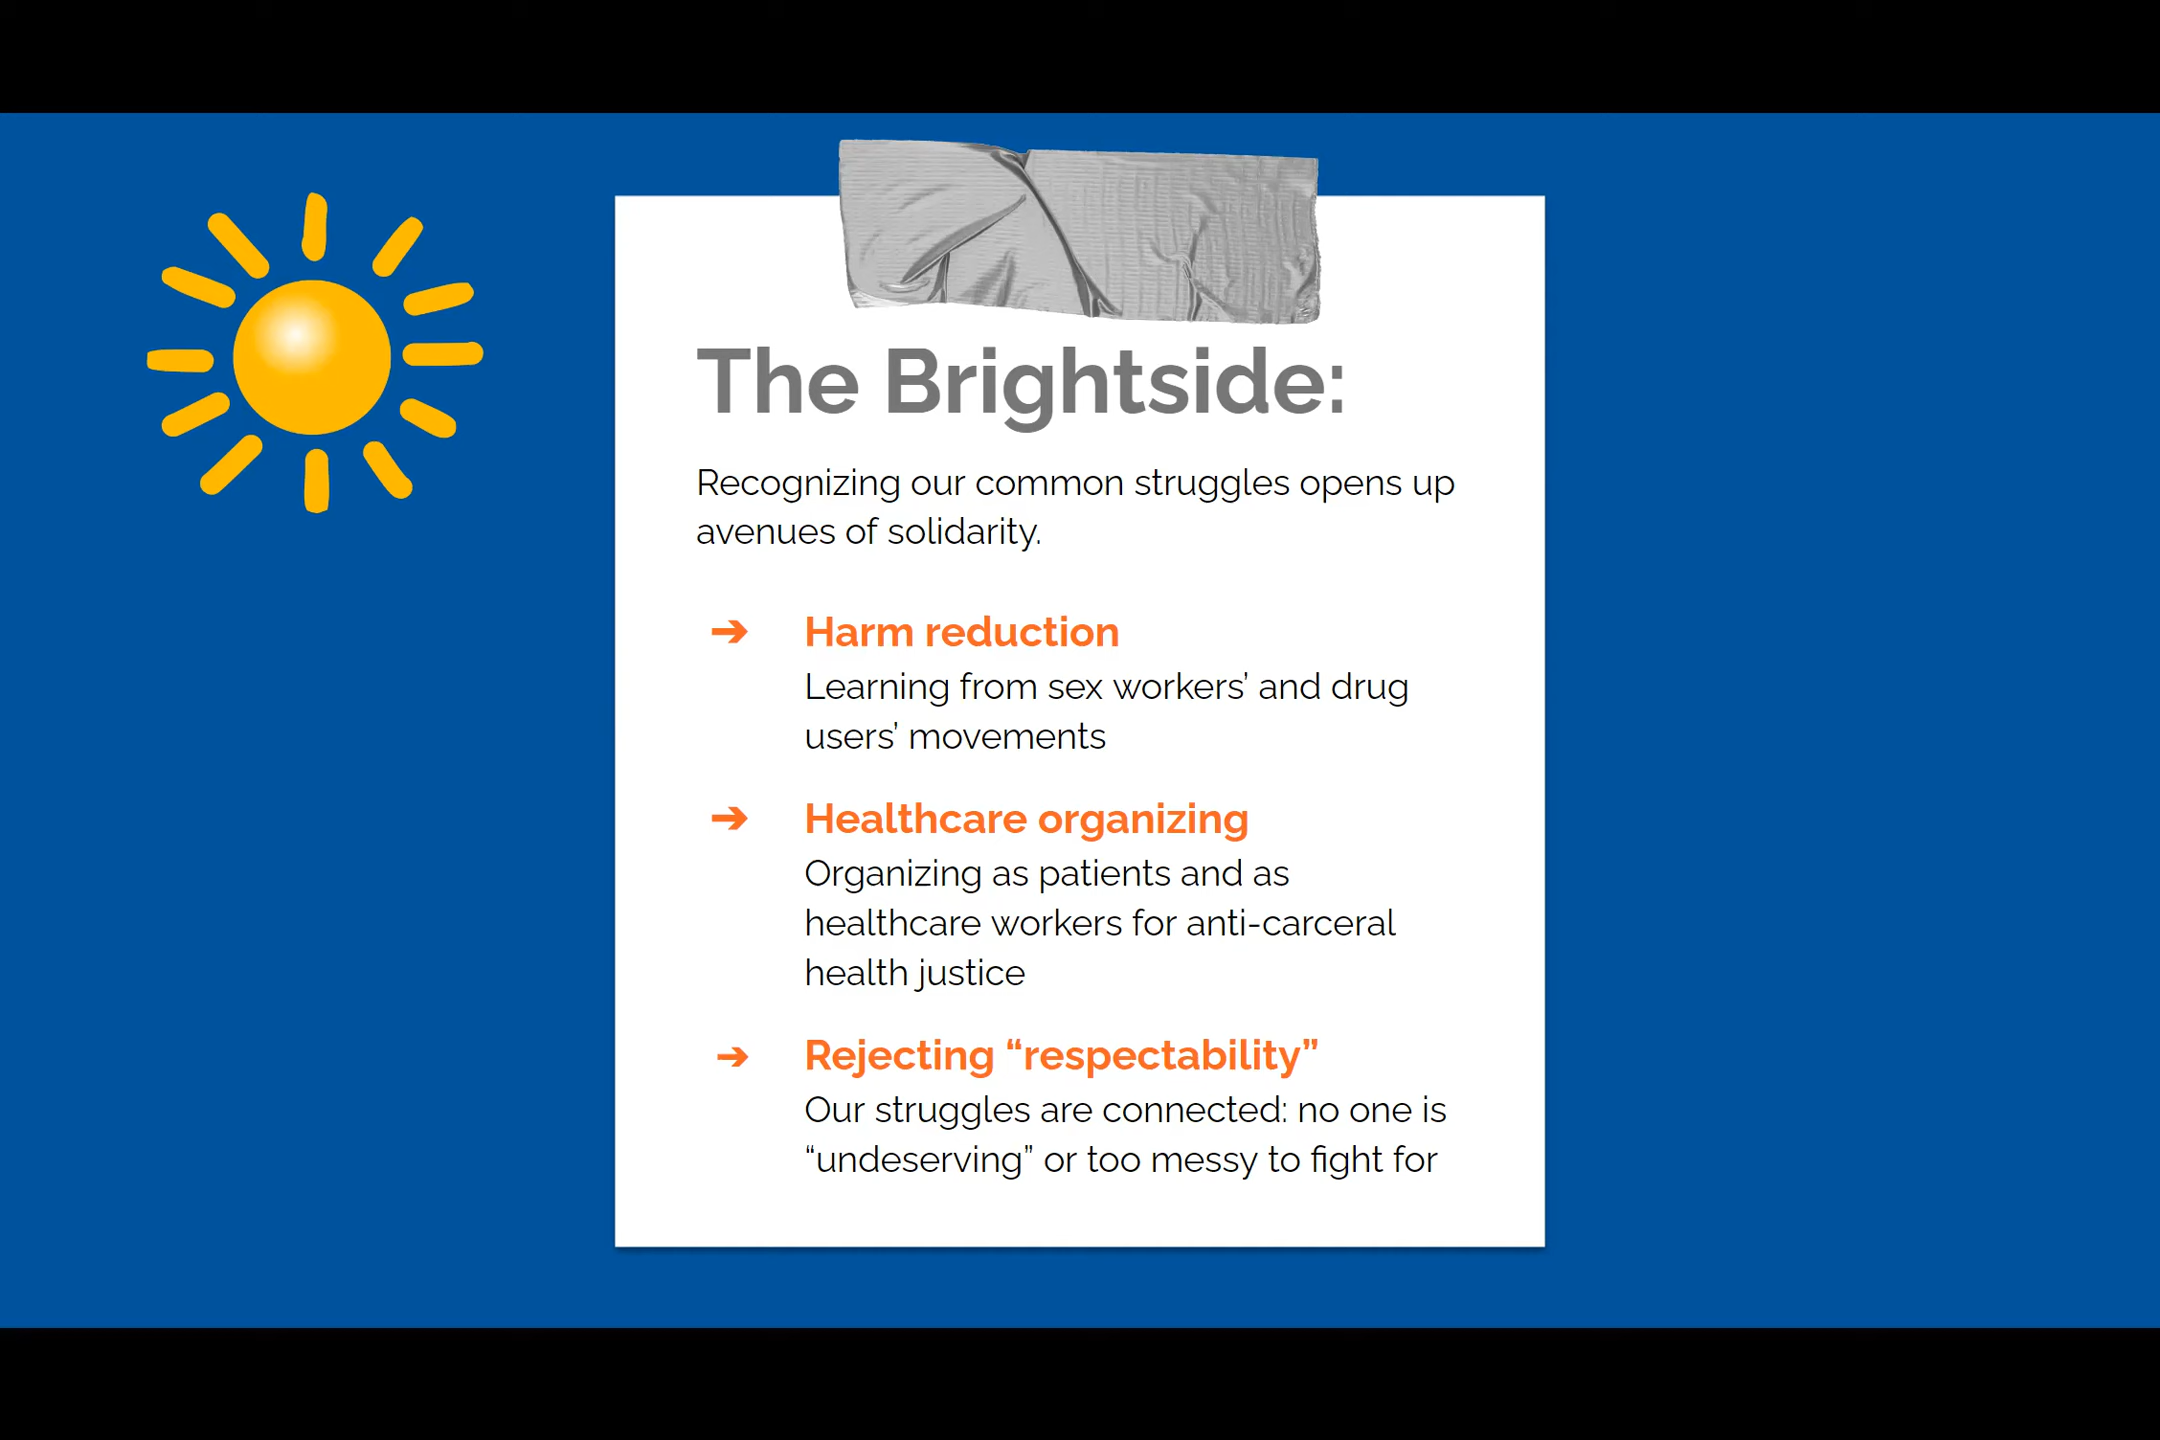 The Brightside:
Recognizing our common struggles opens up
avenues of solidarity.
➔ Harm reduction
Learning from sex workers’ and drug
users’ movements
➔ Healthcare organizing
Organizing as patients and as
healthcare workers for anti-carceral
health justice
➔ Rejecting “respectability”
Our struggles are connected: no one is
“undeserving” or too messy to fight for